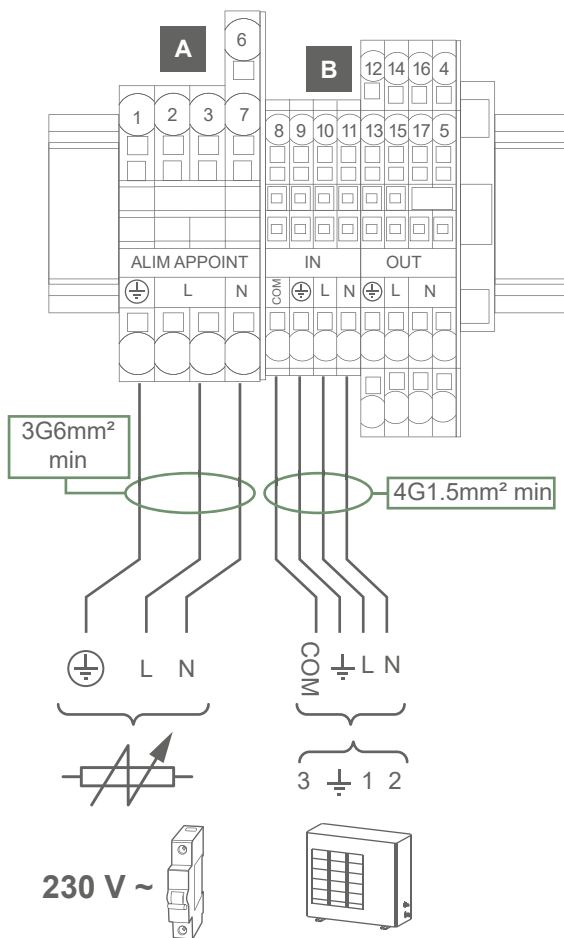 6
A
B
12 14 16 4
1 2 3 7
8 9 10 11 13 15 17 5
ALIM APPOINT IN OUT
L N COM L N L N
3G6mm²
min
4G1.5mm² min
L N
COM L N
3 1 2
230 V ~